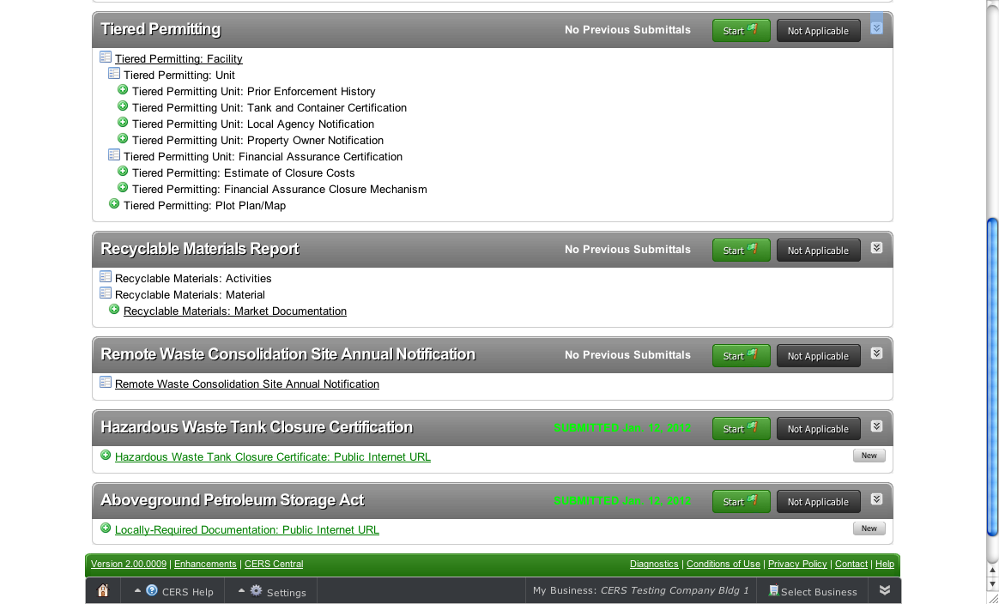 Tiered Permitting No Previous Submittals Start Not Applicable
Tiered Permitting: Facility
Tiered Permitting: Unit
Tiered Permitting Unit: Prior Enforcement History
Tiered Permitting Unit: Tank and Container Certification
Tiered Permitting Unit: Local Agency Notification
Tiered Permitting Unit: Property Owner Notification
Tiered Permitting Unit: Financial Assurance Certification
Tiered Permitting: Estimate of Closure Costs
Tiered Permitting: Financial Assurance Closure Mechanism
Tiered Permitting: Plot Plan/Map
Recyclable Materials Report No Previous Submittals Start Not Applicable
Recyclable Materials: Activities
Recyclable Materials: Material
Recyclable Materials: Market Documentation
Remote Waste Consolidation Site Annual Notification No Previous Submittals Start Not Applicable
Remote Waste Consolidation Site Annual Notification
Hazardous Waste Tank Closure Certification SUBMITTED Jan. 12, 2012 Start Not Applicable
Hazardous Waste Tank Closure Certificate: Public Internet URL New
Aboveground Petroleum Storage Act SUBMITTED Jan. 12, 2012 Start Not Applicable
Locally-Required Documentation: Public Internet URL New
Version 2.00.0009 | Enhancements | CERS Central Diagnostics | Conditions of Use | Privacy Policy | Contact | Help
CERS Help Settings My Business: CERS Testing Company Bldg 1 Select Business